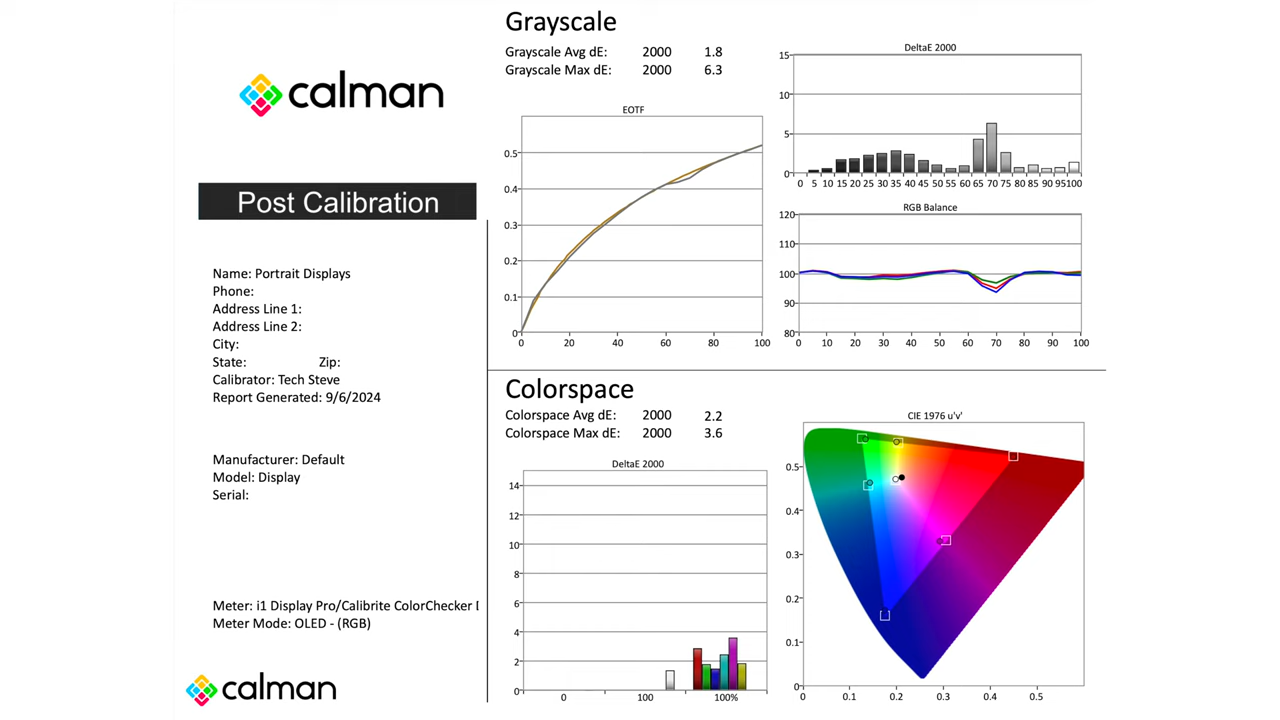 calman
Post Calibration
Name: Portrait Displays
Phone:
Address Line 1:
Address Line 2:
City:
State: Zip:
Calibrator: Tech Steve
Report Generated: 9/6/2024
Manufacturer: Default
Model: Display
Serial:
Meter: i1 Display Pro/Calibrite ColorChecker D
Meter Mode: OLED - (RGB)
calman
Grayscale
Grayscale Avg dE: 2000 1.8
Grayscale Max dE: 2000 6.3
EOTF
0.5
0.4
0.3
0.2
0.1
0
0 20 40 60 80 100
DeltaE 2000
15
10
5
0
0 5 10 15 20 25 30 35 40 45 50 55 60 65 70 75 80 85 90 95 100
RGB Balance
120
110
100
90
80
0 10 20 30 40 50 60 70 80 90 100
Colorspace
Colorspace Avg dE: 2000 2.2
Colorspace Max dE: 2000 3.6
DeltaE 2000
14
12
10
8
6
4
2
0
0 100 100%
CIE 1976 u'v'
0.5
0.4
0.3
0.2
0.1
0
0 0.1 0.2 0.3 0.4 0.5